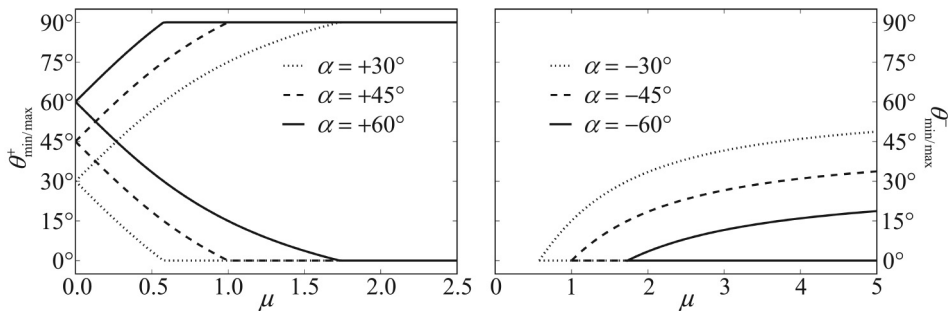 90°
75°
60°
45°
30°
15°
0°
θ⁺min/max
0.0 0.5 1.0 1.5 2.0 2.5
μ
α = +30°
α = +45°
α = +60°
α = −30°
α = −45°
α = −60°
1 2 3 4 5
μ
90°
75°
60°
45°
30°
15°
0°
θ⁻min/max